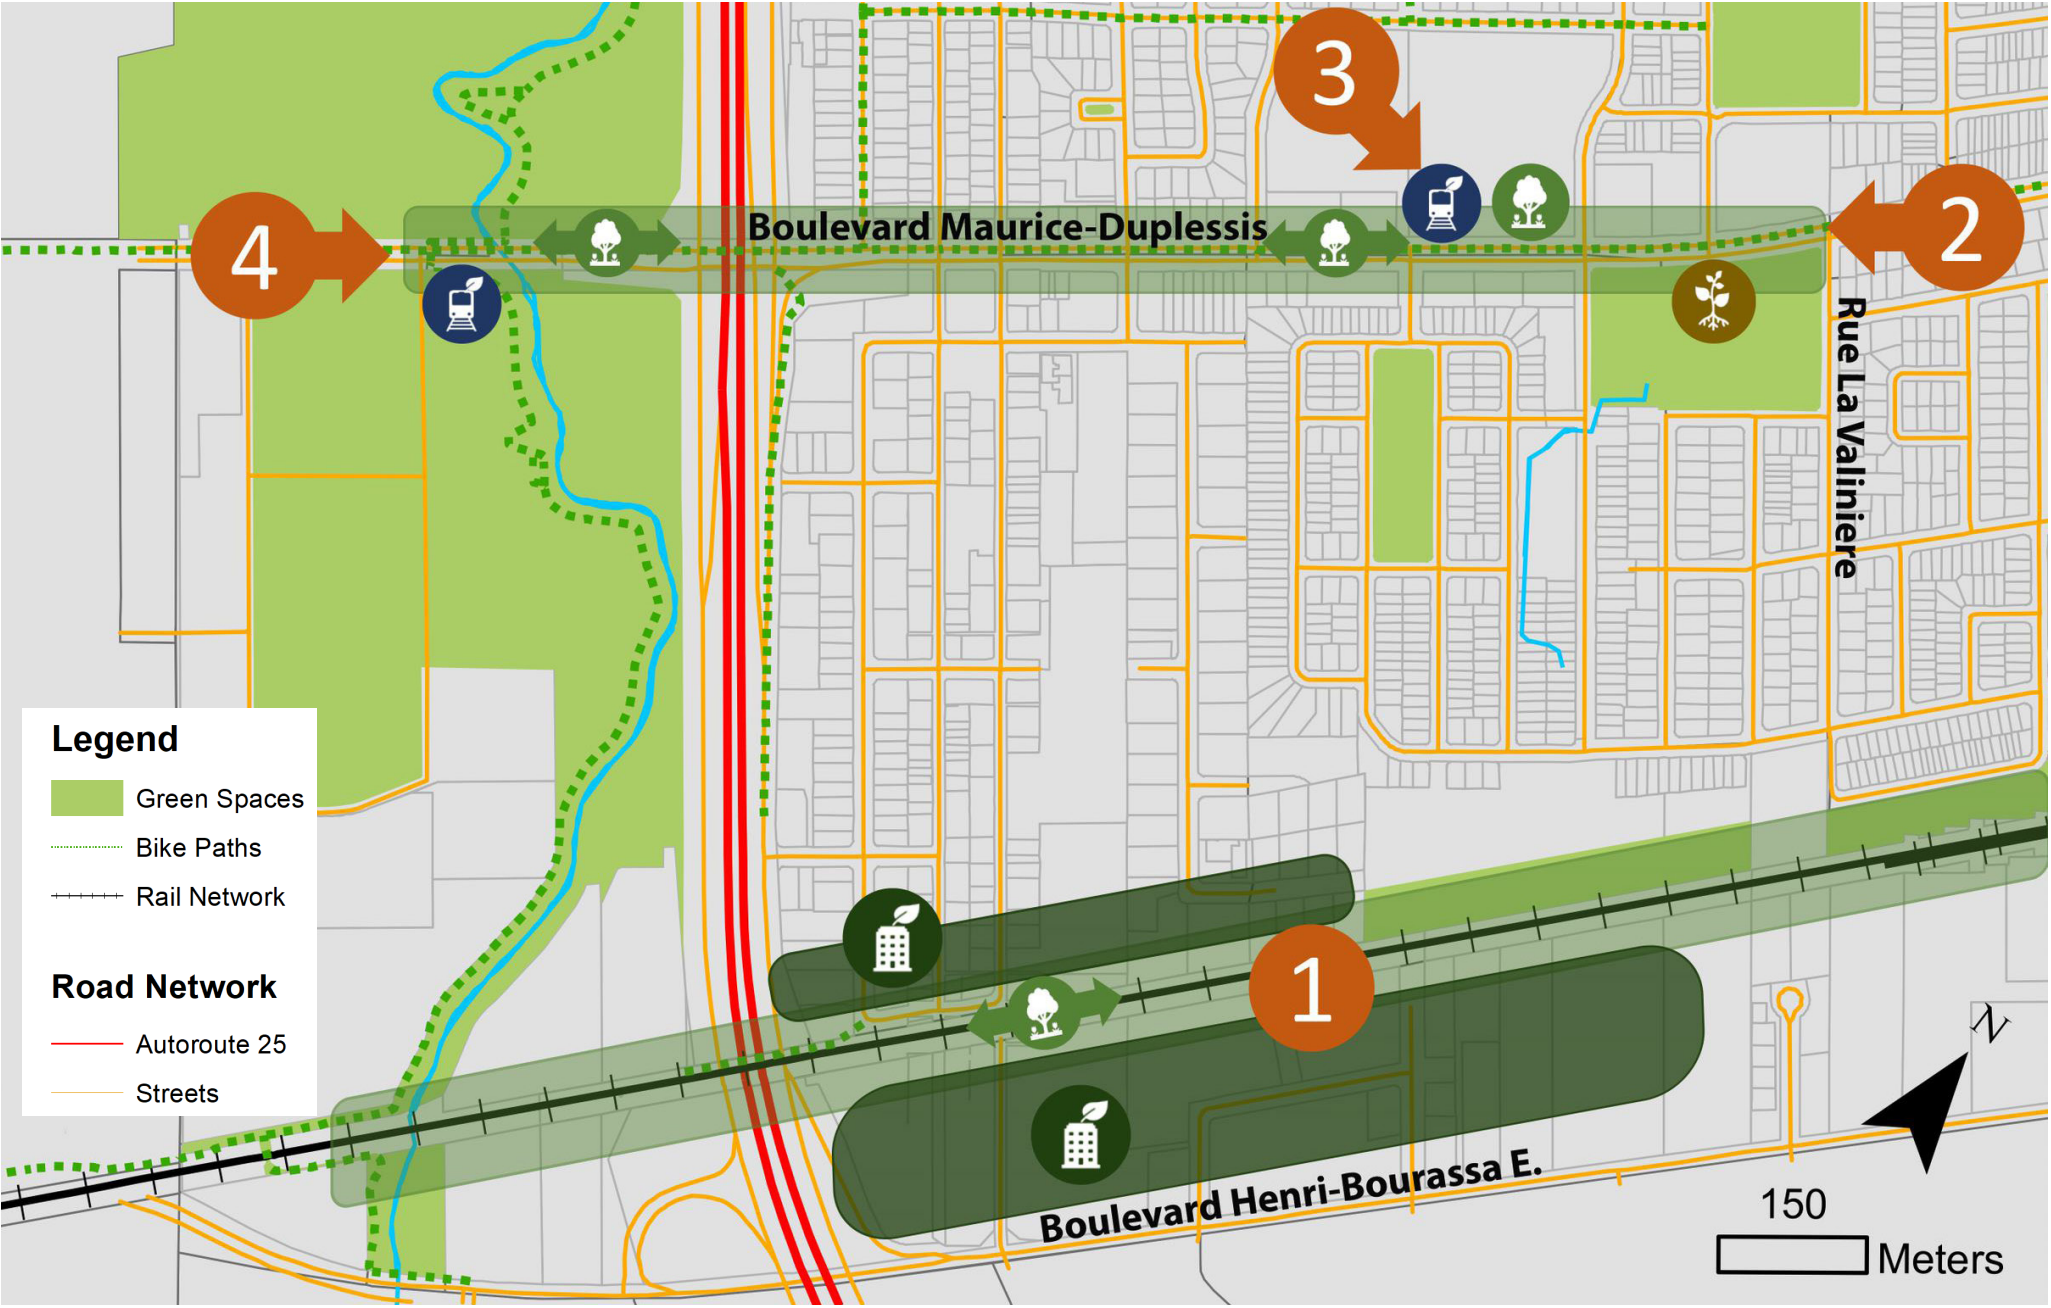 3
4
Boulevard Maurice-Duplessis
2
Rue La Valinière
Legend
Green Spaces
Bike Paths
Rail Network
Road Network
Autoroute 25
Streets
1
N
Boulevard Henri-Bourassa E.
150
Meters